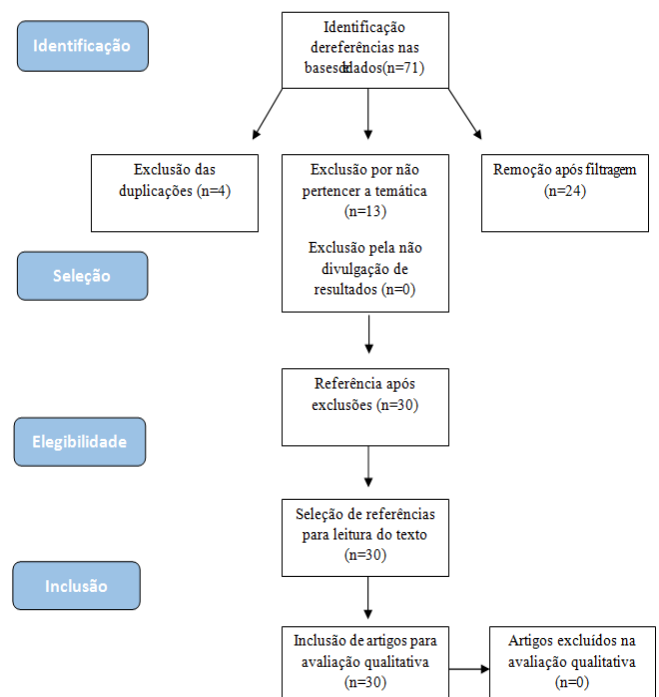 Identificação
Identificação
dereferências nas
basesdedados(n=71)
Exclusão das
duplicações (n=4)
Exclusão por não
pertencer a temática
(n=13)
Exclusão pela não
divulgação de
resultados (n=0)
Remoção após filtragem
(n=24)
Seleção
Referência após
exclusões (n=30)
Elegibilidade
Seleção de referências
para leitura do texto
(n=30)
Inclusão
Inclusão de artigos para
avaliação qualitativa
(n=30)
Artigos excluídos na
avaliação qualitativa
(n=0)